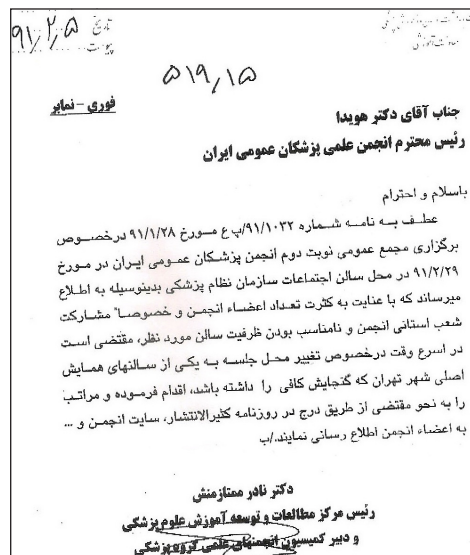 تاریخ ۹۱/۲/۵
پیوست
معاونت آموزشی
۵۱۹/۱۵
فوری - نمابر
جناب آقای دکتر هویدا
رئیس محترم انجمن علمی پزشکان عمومی ایران
باسلام و احترام
عطف به نامه شماره ۹۱/۱۰۳۲/پ ع مورخ ۹۱/۱/۲۸ درخصوص
برگزاری مجمع عمومی نوبت دوم انجمن پزشکان عمومی ایران در مورخ
۹۱/۲/۲۹ در محل سالن اجتماعات سازمان نظام پزشکی بدینوسیله به اطلاع
میرساند که با عنایت به کثرت تعداد اعضاء انجمن و خصوصا" مشارکت
شعب استانی انجمن و نامناسب بودن ظرفیت سالن مورد نظر، مقتضی است
در اسرع وقت درخصوص تغییر محل جلسه به یکی از سالنهای همایش
اصلی شهر تهران که گنجایش کافی را داشته باشد، اقدام فرموده و مراتب
را به نحو مقتضی از طریق درج در روزنامه کثیرالانتشار، سایت انجمن و ...
به اعضاء انجمن اطلاع رسانی نمایند./ب
دکتر نادر ممتازمنش
رئیس مرکز مطالعات و توسعه آموزش علوم پزشکی
و دبیر کمیسیون انجمنهای علمی گروه پزشکی